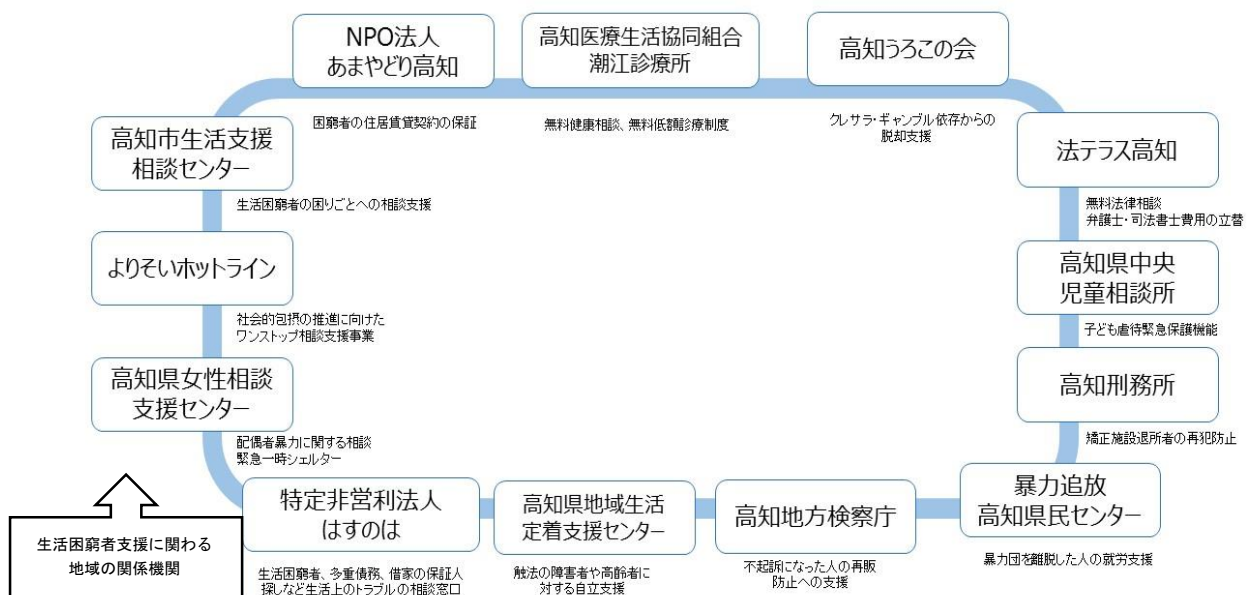 NPO法人
あまやどり高知
困窮者の住居賃貸契約の保証
高知医療生活協同組合
潮江診療所
無料健康相談、無料低額診療制度
高知うろこの会
クレサラ・ギャンブル依存からの
脱却支援
法テラス高知
無料法律相談
弁護士・司法書士費用の立替
高知県中央
児童相談所
子ども虐待緊急保護機能
高知刑務所
矯正施設退所者の再犯防止
暴力追放
高知県民センター
暴力団を離脱した人の就労支援
高知地方検察庁
不起訴になった人の再販
防止への支援
高知県地域生活
定着支援センター
触法の障害者や高齢者に
対する自立支援
特定非営利法人
はすのは
生活困窮者、多重債務、借家の保証人
探しなど生活上のトラブルの相談窓口
高知県女性相談
支援センター
配偶者暴力に関する相談
緊急一時シェルター
よりそいホットライン
社会的包摂の推進に向けた
ワンストップ相談支援事業
高知市生活支援
相談センター
生活困窮者の困りごとへの相談支援
生活困窮者支援に関わる
地域の関係機関